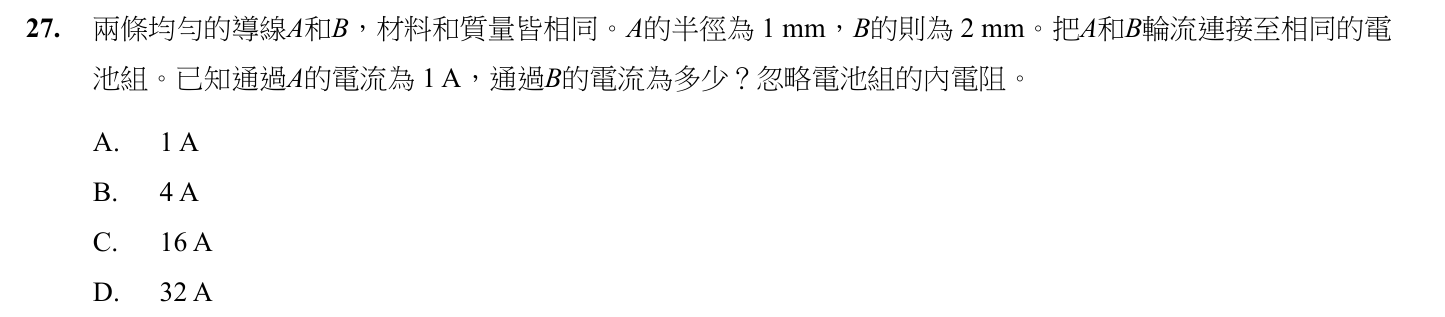 27. 兩條均勻的導線A和B，材料和質量皆相同。A的半徑為 1 mm，B的則為 2 mm。把A和B輪流連接至相同的電
池組。已知通過A的電流為 1 A，通過B的電流為多少？忽略電池組的內電阻。
A. 1 A
B. 4 A
C. 16 A
D. 32 A